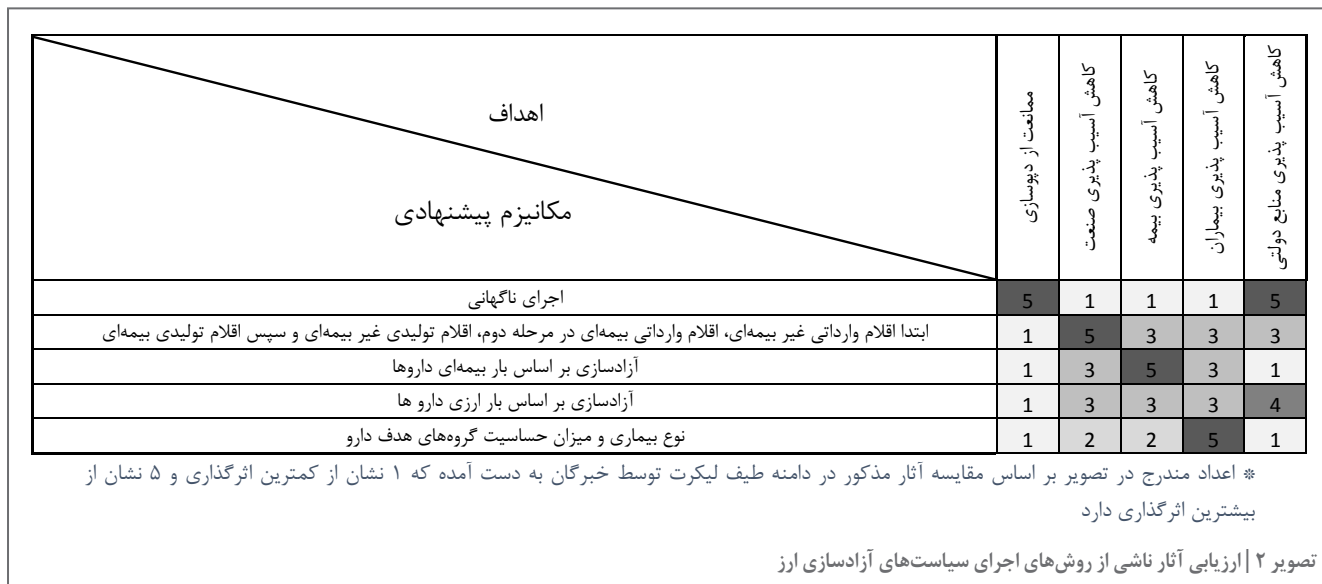 اهداف
مکانیزم پیشنهادی
ممانعت از دپوسازی
کاهش آسیب پذیری صنعت
کاهش آسیب پذیری بیمه
کاهش آسیب پذیری بیماران
کاهش آسیب پذیری منابع دولتی
اجرای ناگهانی 5 1 1 1 5
ابتدا اقلام وارداتی غیر بیمه‌ای، اقلام وارداتی بیمه‌ای در مرحله دوم، اقلام تولیدی غیر بیمه‌ای و سپس اقلام تولیدی بیمه‌ای 1 5 3 3 3
آزادسازی بر اساس بار بیمه‌ای داروها 1 3 5 3 1
آزادسازی بر اساس بار ارزی دارو ها 1 3 3 3 4
نوع بیماری و میزان حساسیت گروه‌های هدف دارو 1 2 2 5 1
* اعداد مندرج در تصویر بر اساس مقایسه آثار مذکور در دامنه طیف لیکرت توسط خبرگان به دست آمده که ۱ نشان از کمترین اثرگذاری و ۵ نشان از
بیشترین اثرگذاری دارد
تصویر ۲ | ارزیابی آثار ناشی از روش‌های اجرای سیاست‌های آزادسازی ارز